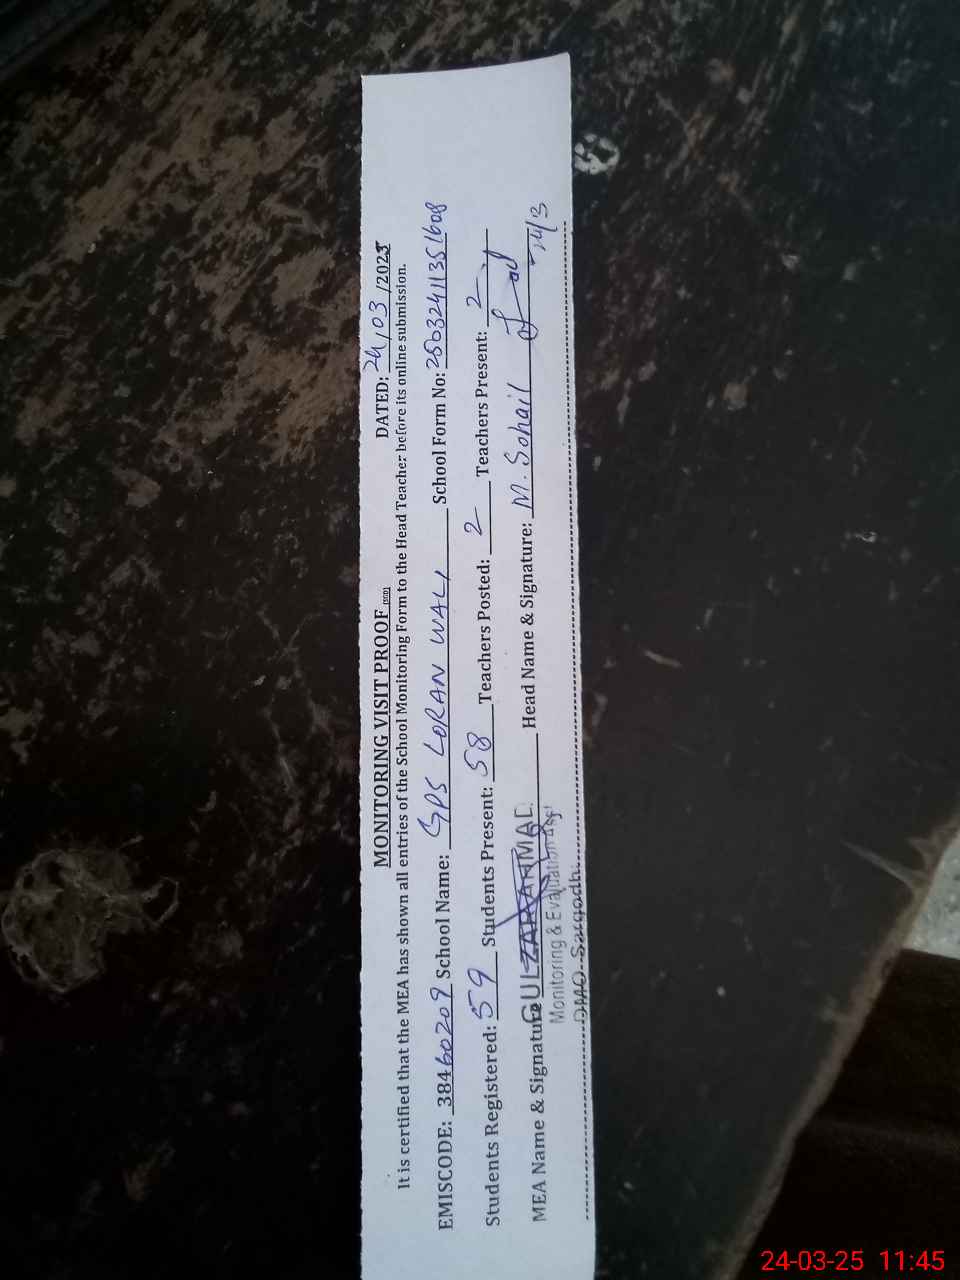 MONITORING VISIT PROOF
DATED: 24/03/2025
It is certified that the MEA has shown all entries of the School Monitoring Form to the Head Teacher before its online submission.
EMISCODE: 38460209 School Name: GPS LORAN WALI School Form No: 28032411351608
Students Registered: 59 Students Present: 58 Teachers Posted: 2 Teachers Present: 2
MEA Name & Signature GULZAR AHMAD Head Name & Signature: M. Sohail
24/3
Monitoring & Evaluation Asst
DMO Sargodha
24-03-25 11:45